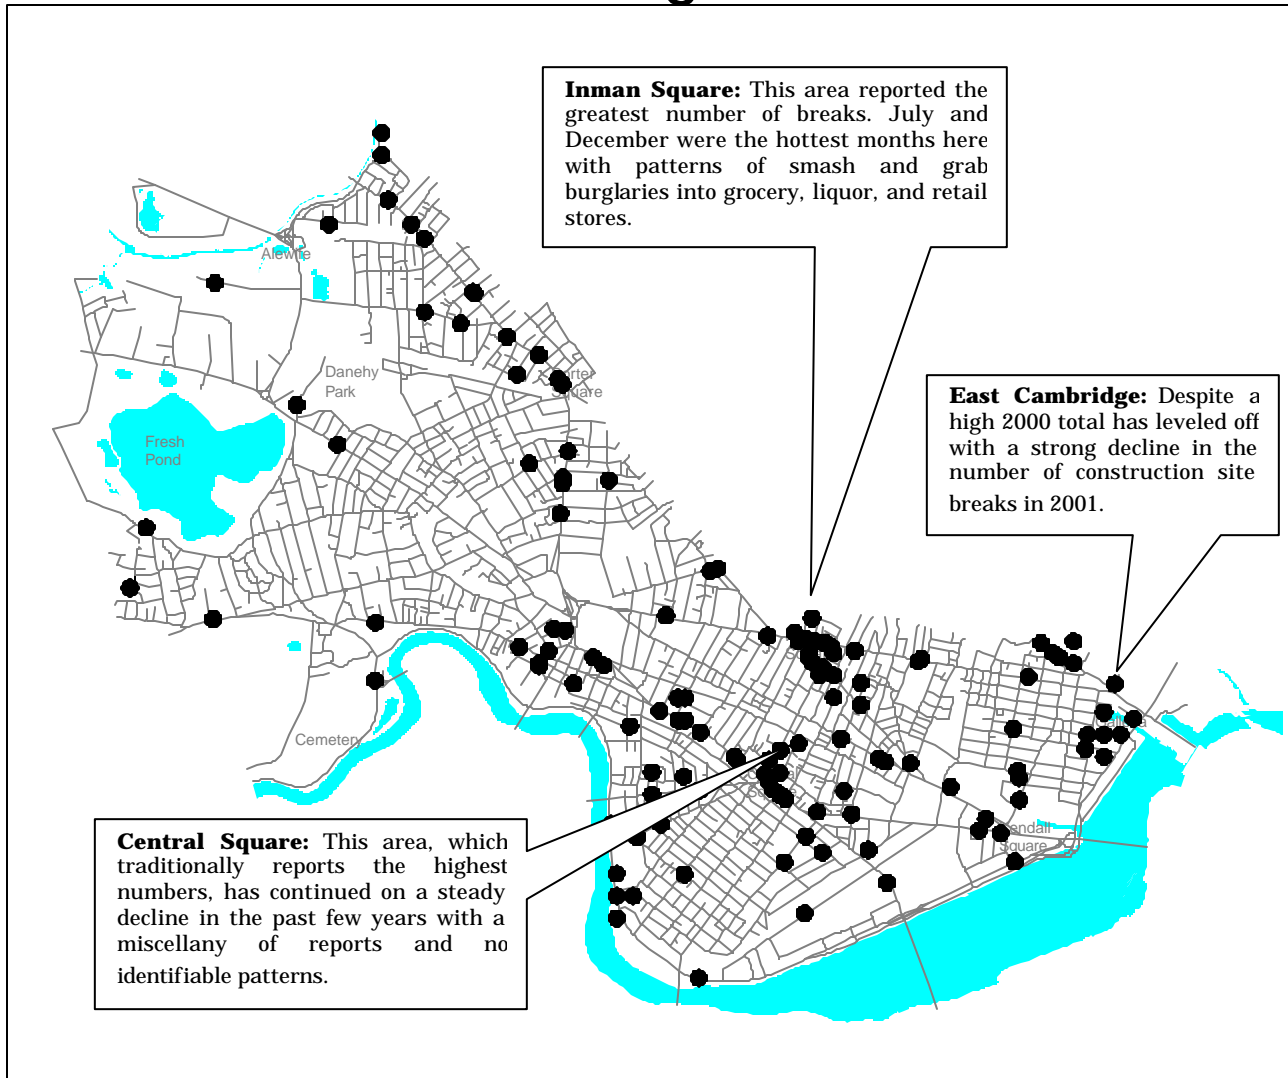 Inman Square: This area reported the
greatest number of breaks. July and
December were the hottest months here
with patterns of smash and grab
burglaries into grocery, liquor, and retail
stores.
Alewife
Danehy
Park
Square
East Cambridge: Despite a
high 2000 total has leveled off
with a strong decline in the
number of construction site
breaks in 2001.
Fresh
Pond
Cemetery
Square
Central Square: This area, which
traditionally reports the highest
numbers, has continued on a steady
decline in the past few years with a
miscellany of reports and no
identifiable patterns.